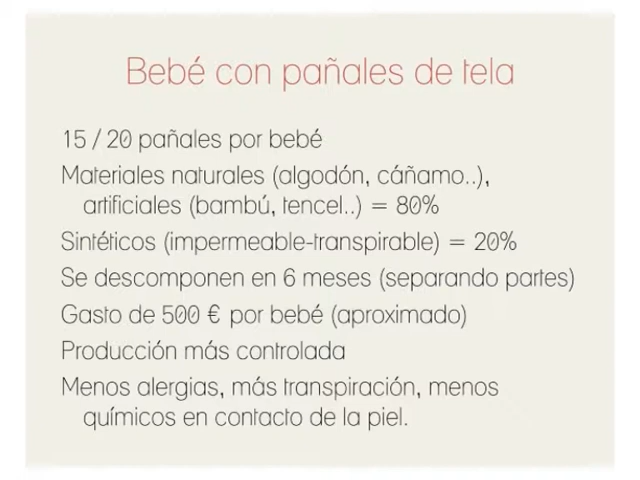 Bebé con pañales de tela
15 / 20 pañales por bebé
Materiales naturales (algodón, cáñamo..),
artificiales (bambú, tencel..) = 80%
Sintéticos (impermeable-transpirable) = 20%
Se descomponen en 6 meses (separando partes)
Gasto de 500 € por bebé (aproximado)
Producción más controlada
Menos alergias, más transpiración, menos
químicos en contacto de la piel.